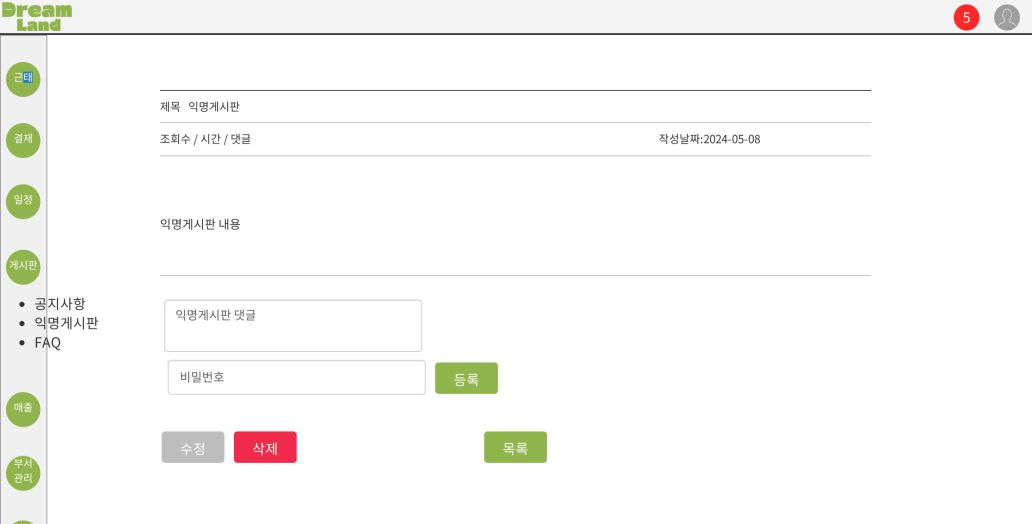 Dream
Land
5
근태
결재
일정
게시판
공지사항
익명게시판
FAQ
매출
부서
관리
제목 익명게시판
조회수 / 시간 / 댓글 작성날짜:2024-05-08
익명게시판 내용
익명게시판 댓글
비밀번호
등록
수정 삭제 목록